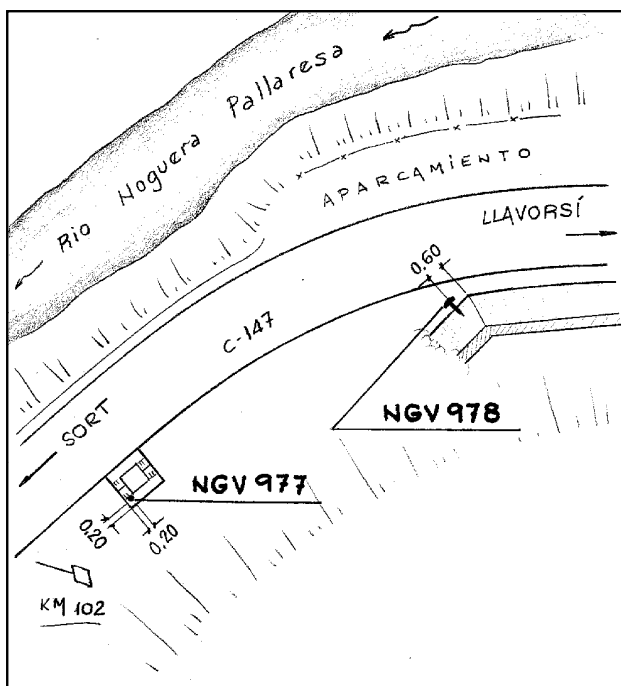 Rio Noguera Pallaresa
APARCAMIENTO
LLAVORSÍ
0,60
C-147
NGV 978
SORT
NGV 977
0,20
0,20
KM 102